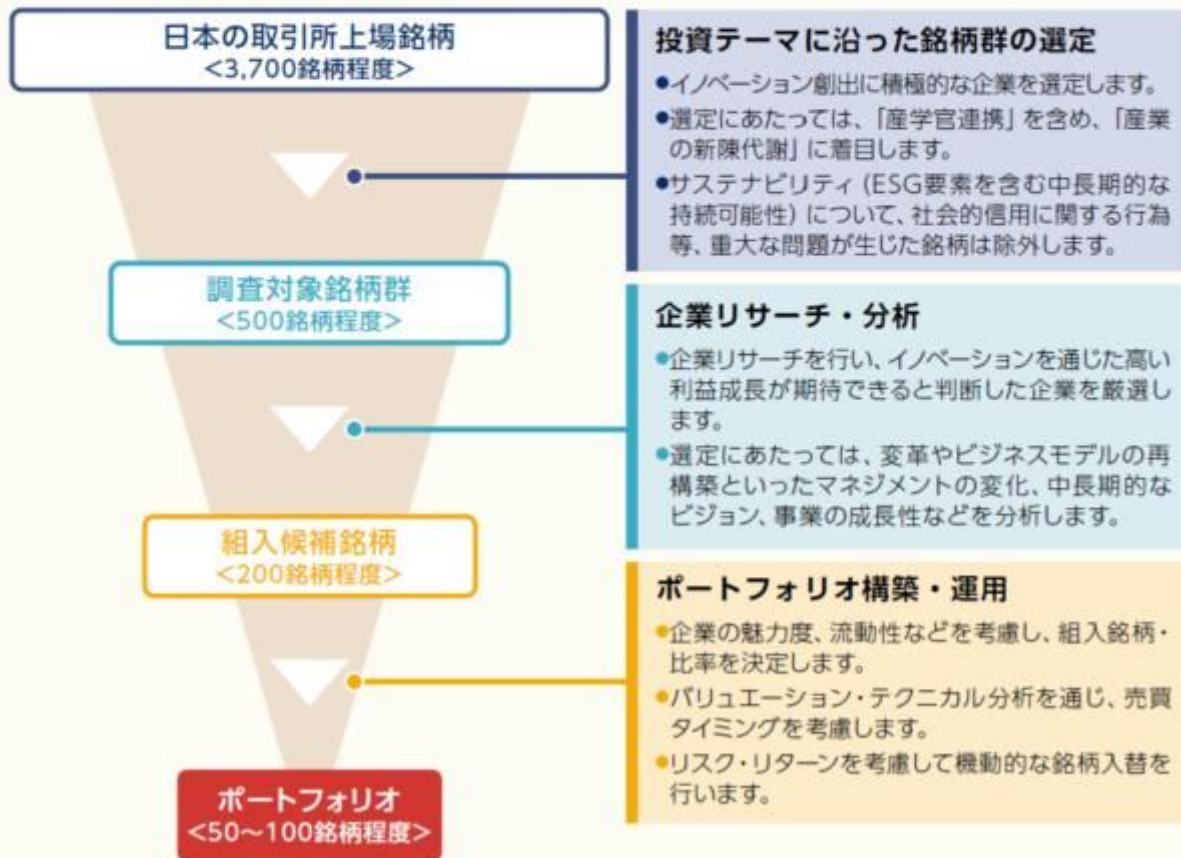 日本の取引所上場銘柄
<3,700銘柄程度>
投資テーマに沿った銘柄群の選定
●イノベーション創出に積極的な企業を選定します。
●選定にあたっては、「産学官連携」を含め、「産業
の新陳代謝」に着目します。
●サステナビリティ(ESG要素を含む中長期的な
持続可能性)について、社会的信用に関する行為
等、重大な問題が生じた銘柄は除外します。
調査対象銘柄群
<500銘柄程度>
企業リサーチ・分析
●企業リサーチを行い、イノベーションを通じた高い
利益成長が期待できると判断した企業を厳選し
ます。
●選定にあたっては、変革やビジネスモデルの再
構築といったマネジメントの変化、中長期的な
ビジョン、事業の成長性などを分析します。
組入候補銘柄
<200銘柄程度>
ポートフォリオ構築・運用
●企業の魅力度、流動性などを考慮し、組入銘柄・
比率を決定します。
●バリュエーション・テクニカル分析を通じ、売買
タイミングを考慮します。
●リスク・リターンを考慮して機動的な銘柄入替を
行います。
ポートフォリオ
<50～100銘柄程度>